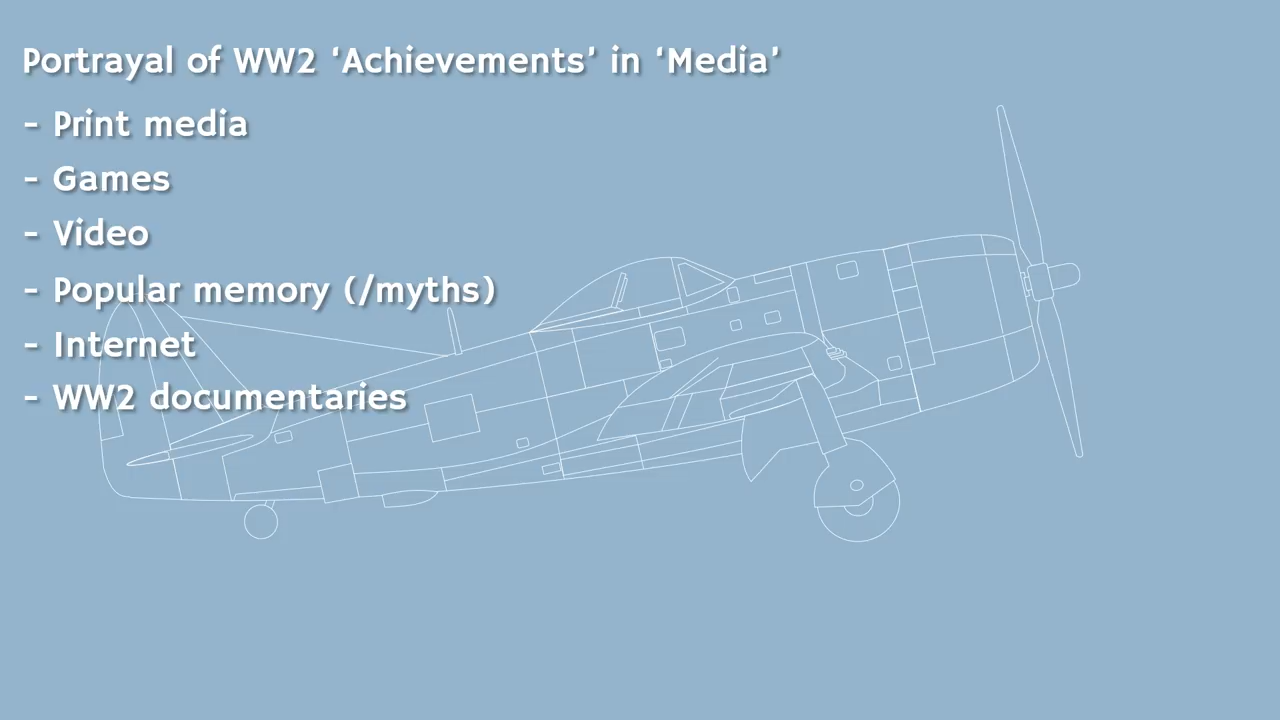 Portrayal of WW2 ‘Achievements’ in ‘Media’
- Print media
- Games
- Video
- Popular memory (/myths)
- Internet
- WW2 documentaries